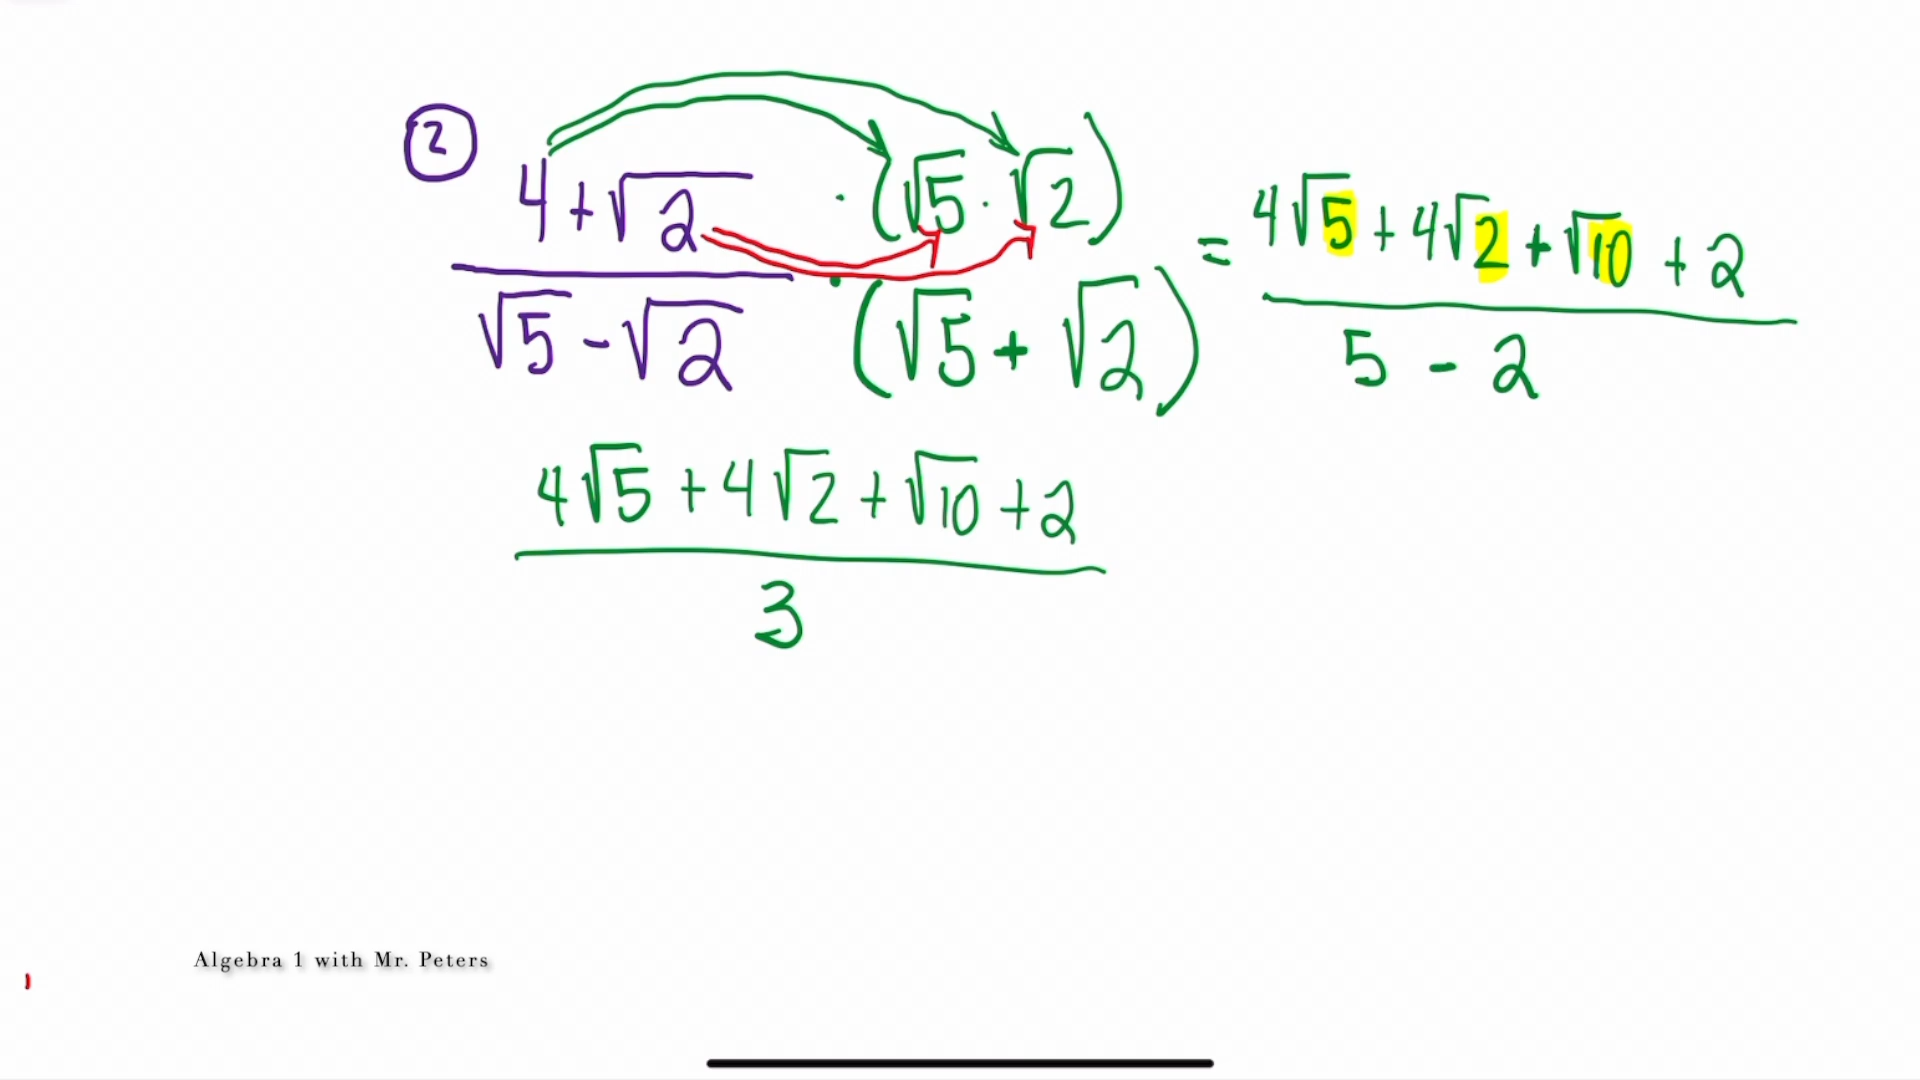 2
4 + √2 · (√5 · √2) = 4√5 + 4√2 + √10 + 2
√5 - √2 · (√5 + √2) 5 - 2
4√5 + 4√2 + √10 + 2
3
Algebra 1 with Mr. Peters